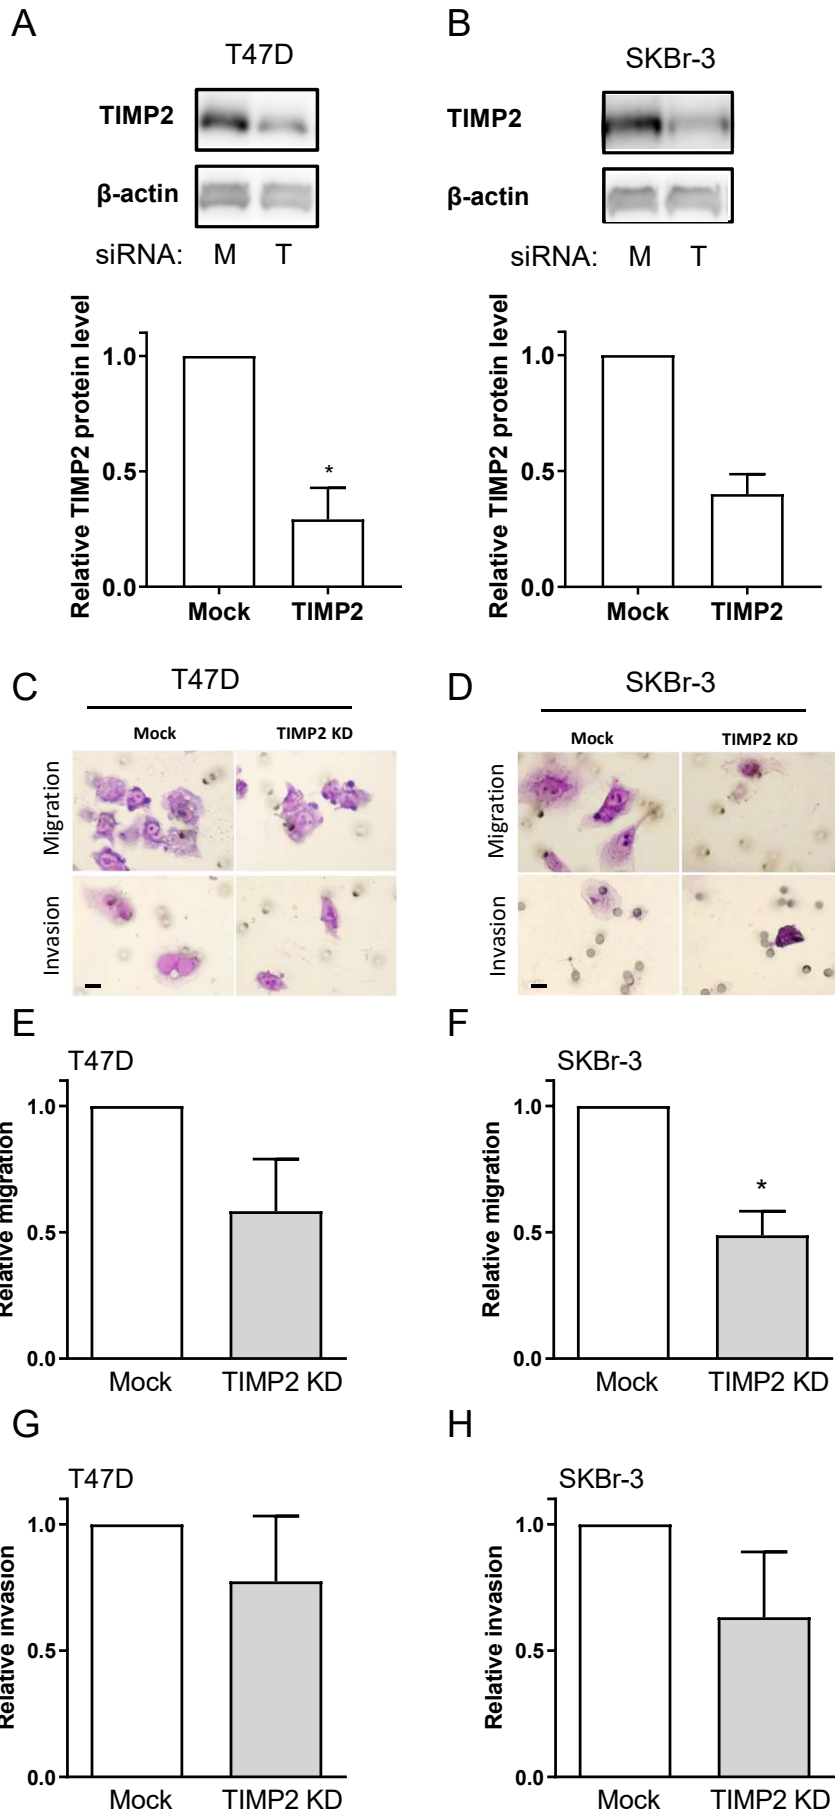 A
B
T47D
SKBr-3
TIMP2
TIMP2
β-actin
β-actin
siRNA: M T
siRNA: M T
Relative TIMP2 protein level
1.0
0.5
0.0
*
Mock TIMP2
Relative TIMP2 protein level
1.0
0.5
0.0
Mock TIMP2
C
T47D
Mock TIMP2 KD
Migration
Invasion
D
SKBr-3
Mock TIMP2 KD
Migration
Invasion
E
T47D
Relative migration
1.0
0.5
0.0
Mock TIMP2 KD
F
SKBr-3
Relative migration
1.0
0.5
0.0
*
Mock TIMP2 KD
G
T47D
Relative invasion
1.0
0.5
0.0
Mock TIMP2 KD
H
SKBr-3
Relative invasion
1.0
0.5
0.0
Mock TIMP2 KD